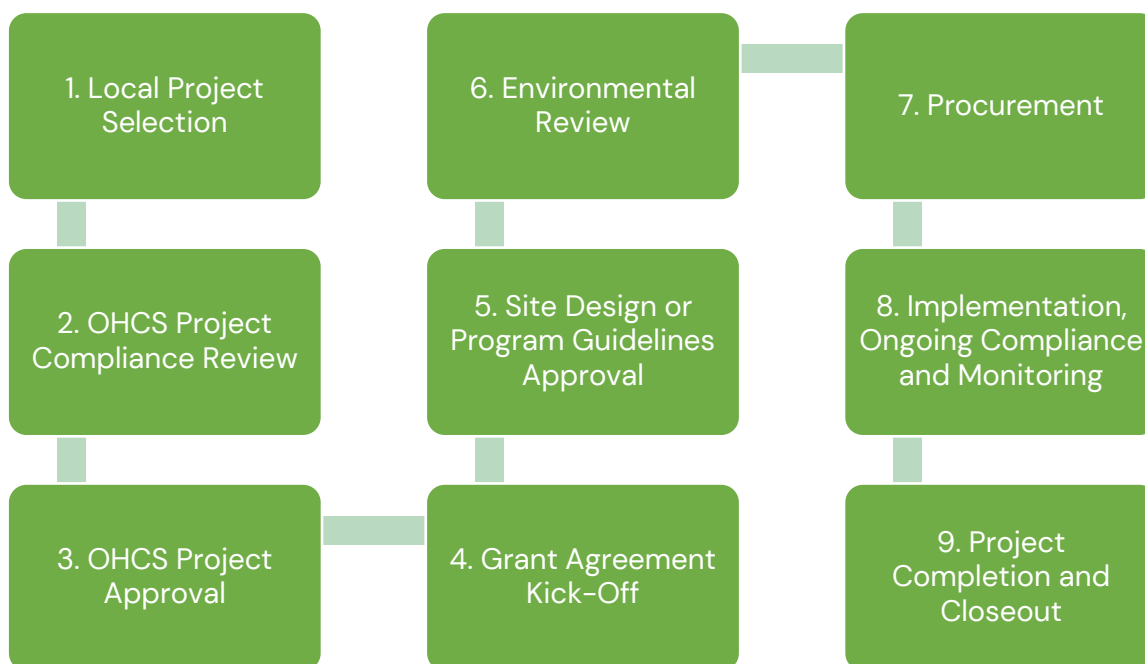 1. Local Project
Selection
2. OHCS Project
Compliance Review
3. OHCS Project
Approval
4. Grant Agreement
Kick-Off
5. Site Design or
Program Guidelines
Approval
6. Environmental
Review
7. Procurement
8. Implementation,
Ongoing Compliance
and Monitoring
9. Project
Completion and
Closeout